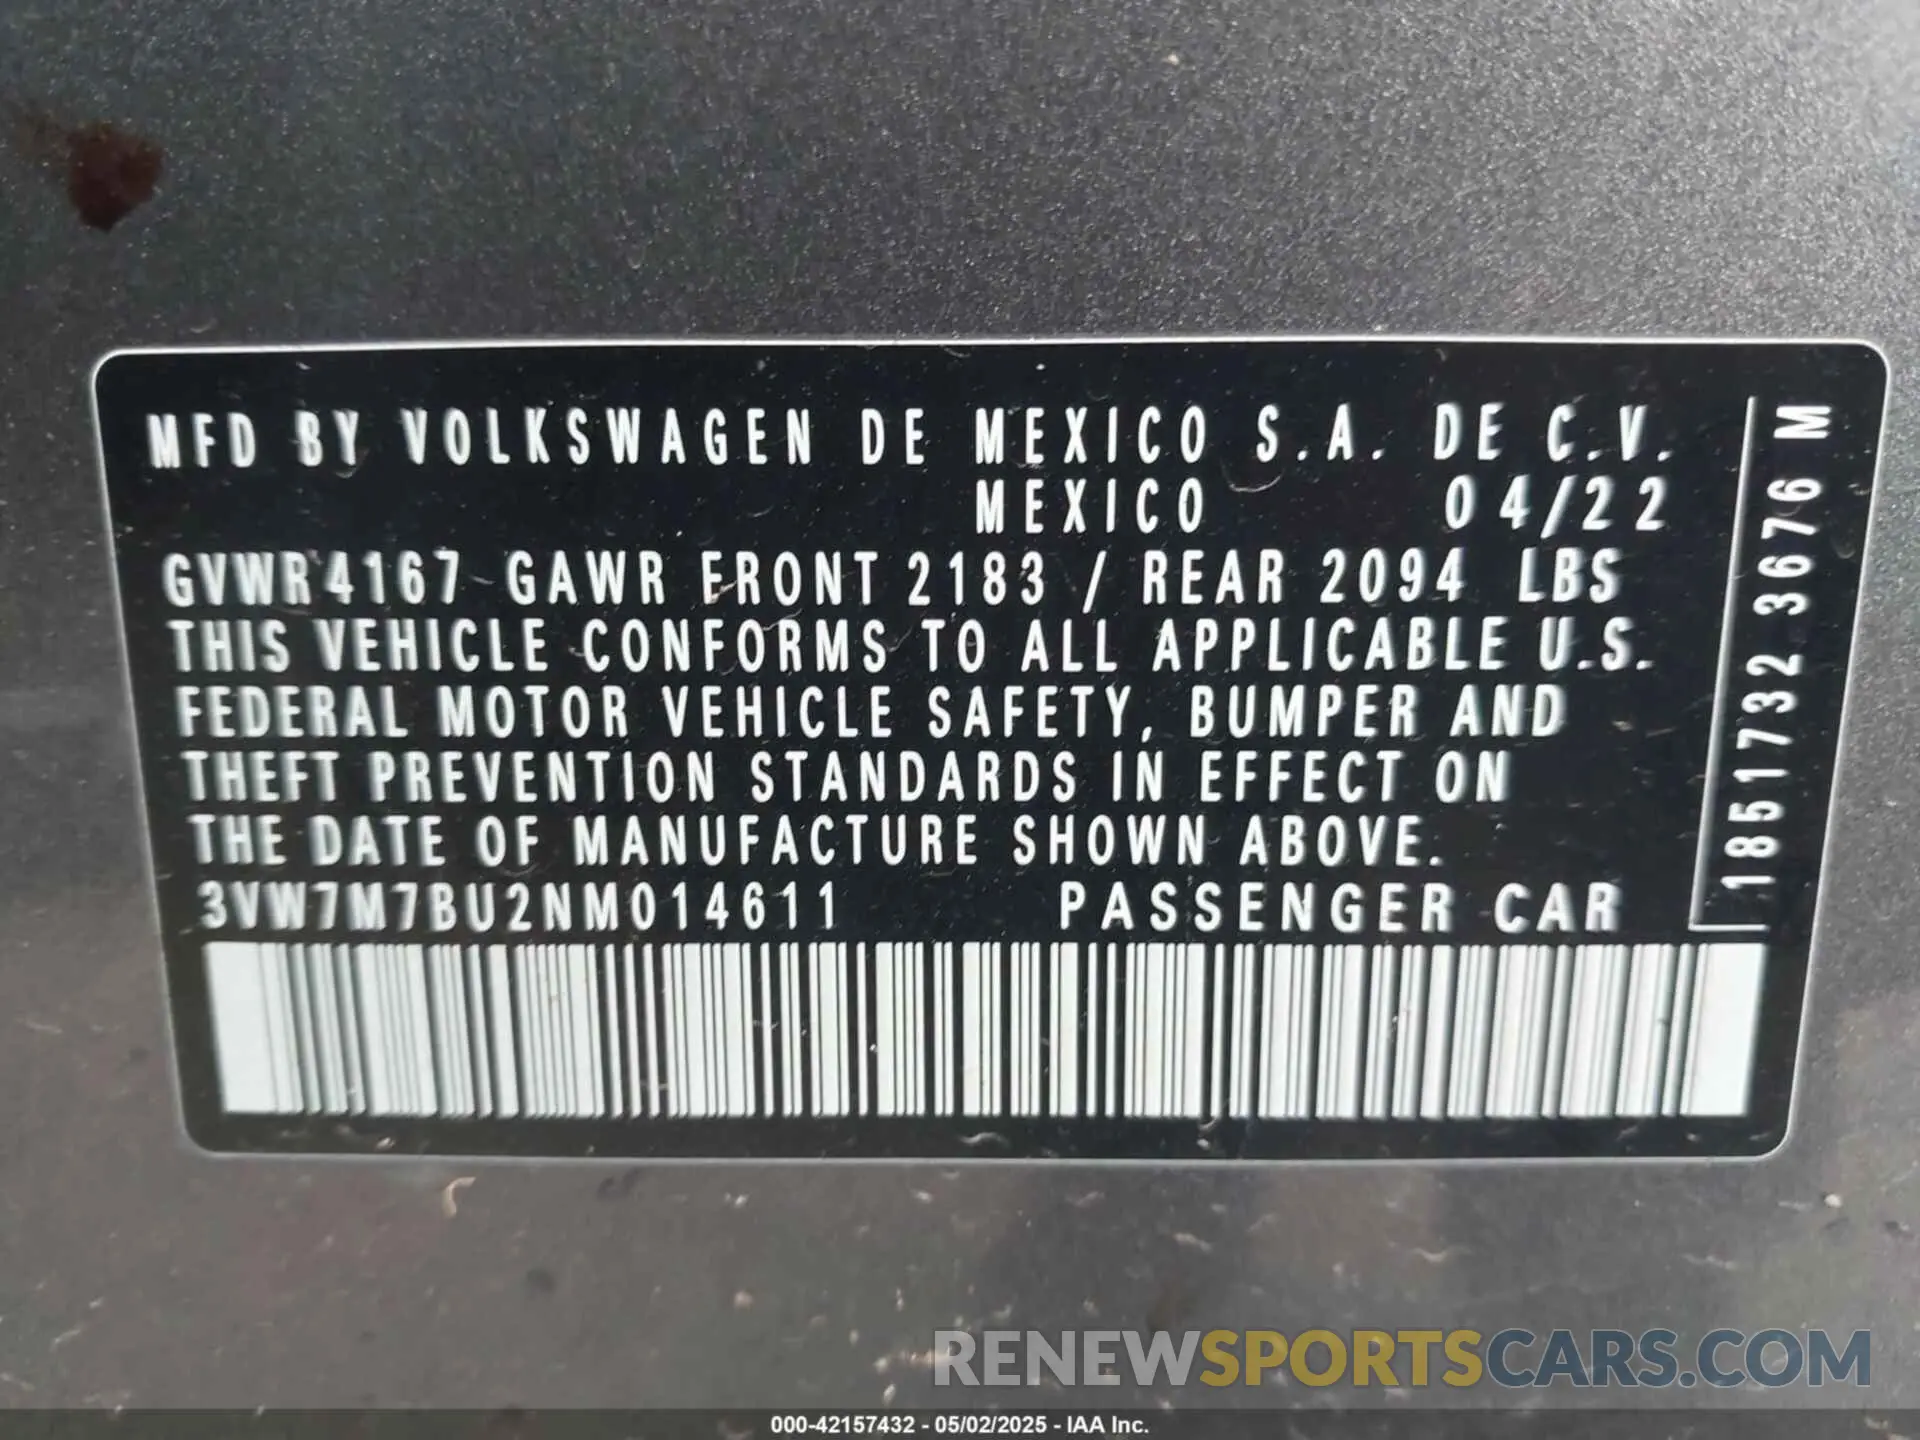 MFD BY VOLKSWAGEN DE MEXICO S.A. DE C.V.
MEXICO 04/22
GVWR 4167 GAWR FRONT 2183 / REAR 2094 LBS
THIS VEHICLE CONFORMS TO ALL APPLICABLE U.S.
FEDERAL MOTOR VEHICLE SAFETY, BUMPER AND
THEFT PREVENTION STANDARDS IN EFFECT ON
THE DATE OF MANUFACTURE SHOWN ABOVE.
3VW7M7BU2NM014611 PASSENGER CAR
1851732 3676 M
RENEWSPORTSCARS.COM
000-42157432 - 05/02/2025 - IAA Inc.